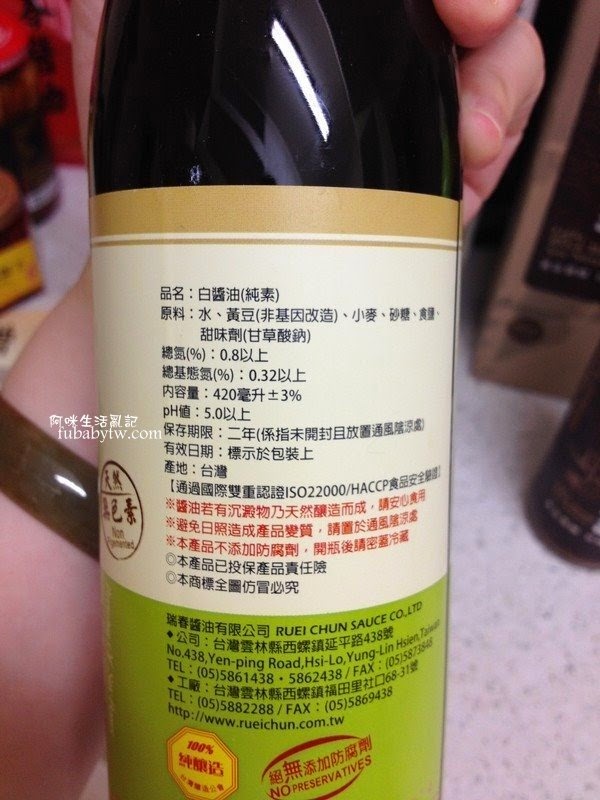 品名：白醬油(純素)
原料：水、黃豆(非基因改造)、小麥、砂糖、食鹽、
甜味劑(甘草酸鈉)
總氮(%)：0.8以上
總基態氮(%)：0.32以上
內容量：420毫升±3%
pH値：5.0以上
保存期限：二年(係指未開封且放置通風陰涼處)
有效日期：標示於包裝上
產地：台灣
【通過國際雙重認證ISO22000/HACCP食品安全驗證】
※醬油若有沉澱物乃天然釀造而成，請安心食用
※避免日照造成產品變質，請置於通風陰涼處
※本產品不添加防腐劑，開瓶後請密蓋冷藏
◎本產品已投保產品責任險
◎本商標全圖仿冒必究
瑞春醬油有限公司 RUEI CHUN SAUCE CO.,LTD
◆公司：台灣雲林縣西螺鎮延平路438號
No.438,Yen-ping Road,Hsi-Lo,Yung-Lin Hsien,Taiwan
TEL：(05)5861438・5862438 / FAX：(05)5873848
◆工廠：台灣雲林縣西螺鎮福田里社口68-31號
TEL：(05)5882288 / FAX：(05)5869438
http://www.rueichun.com.tw
100%
純釀造
台灣釀造公會
絕無添加防腐劑
NO PRESERVATIVES
天然
無色素
Non
阿咪生活亂記
fubabytw.com